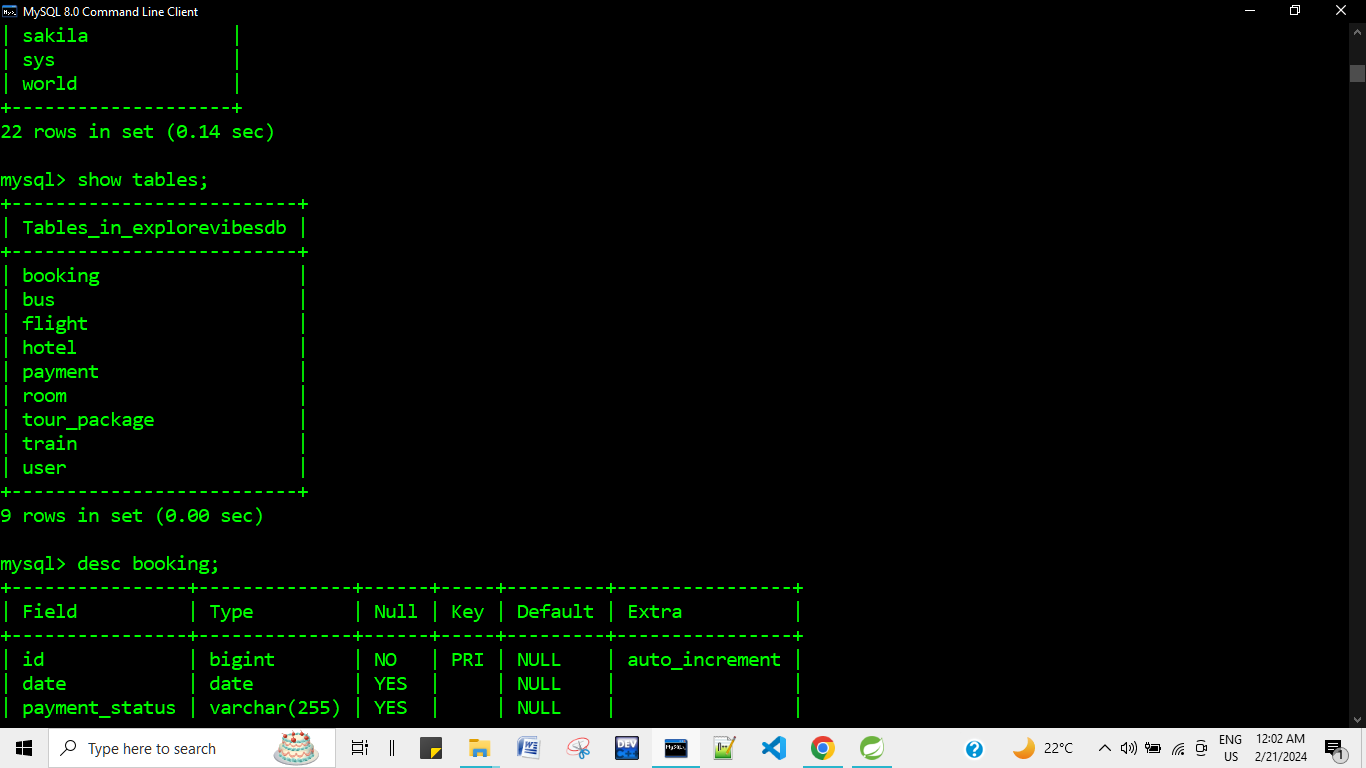 MySQL 8.0 Command Line Client
| sakila             |
| sys                |
| world              |
+--------------------+
22 rows in set (0.14 sec)
mysql> show tables;
+--------------------------+
| Tables_in_explorevibesdb |
+--------------------------+
| booking                  |
| bus                      |
| flight                   |
| hotel                    |
| payment                  |
| room                     |
| tour_package             |
| train                    |
| user                     |
+--------------------------+
9 rows in set (0.00 sec)
mysql> desc booking;
+----------------+--------------+------+-----+---------+----------------+
| Field          | Type         | Null | Key | Default | Extra          |
+----------------+--------------+------+-----+---------+----------------+
| id             | bigint       | NO   | PRI | NULL    | auto_increment |
| date           | date         | YES  |     | NULL    |                |
| payment_status | varchar(255) | YES  |     | NULL    |                |
Type here to search
DEV
MySQL
22°C
ENG
US
12:02 AM
2/21/2024
1